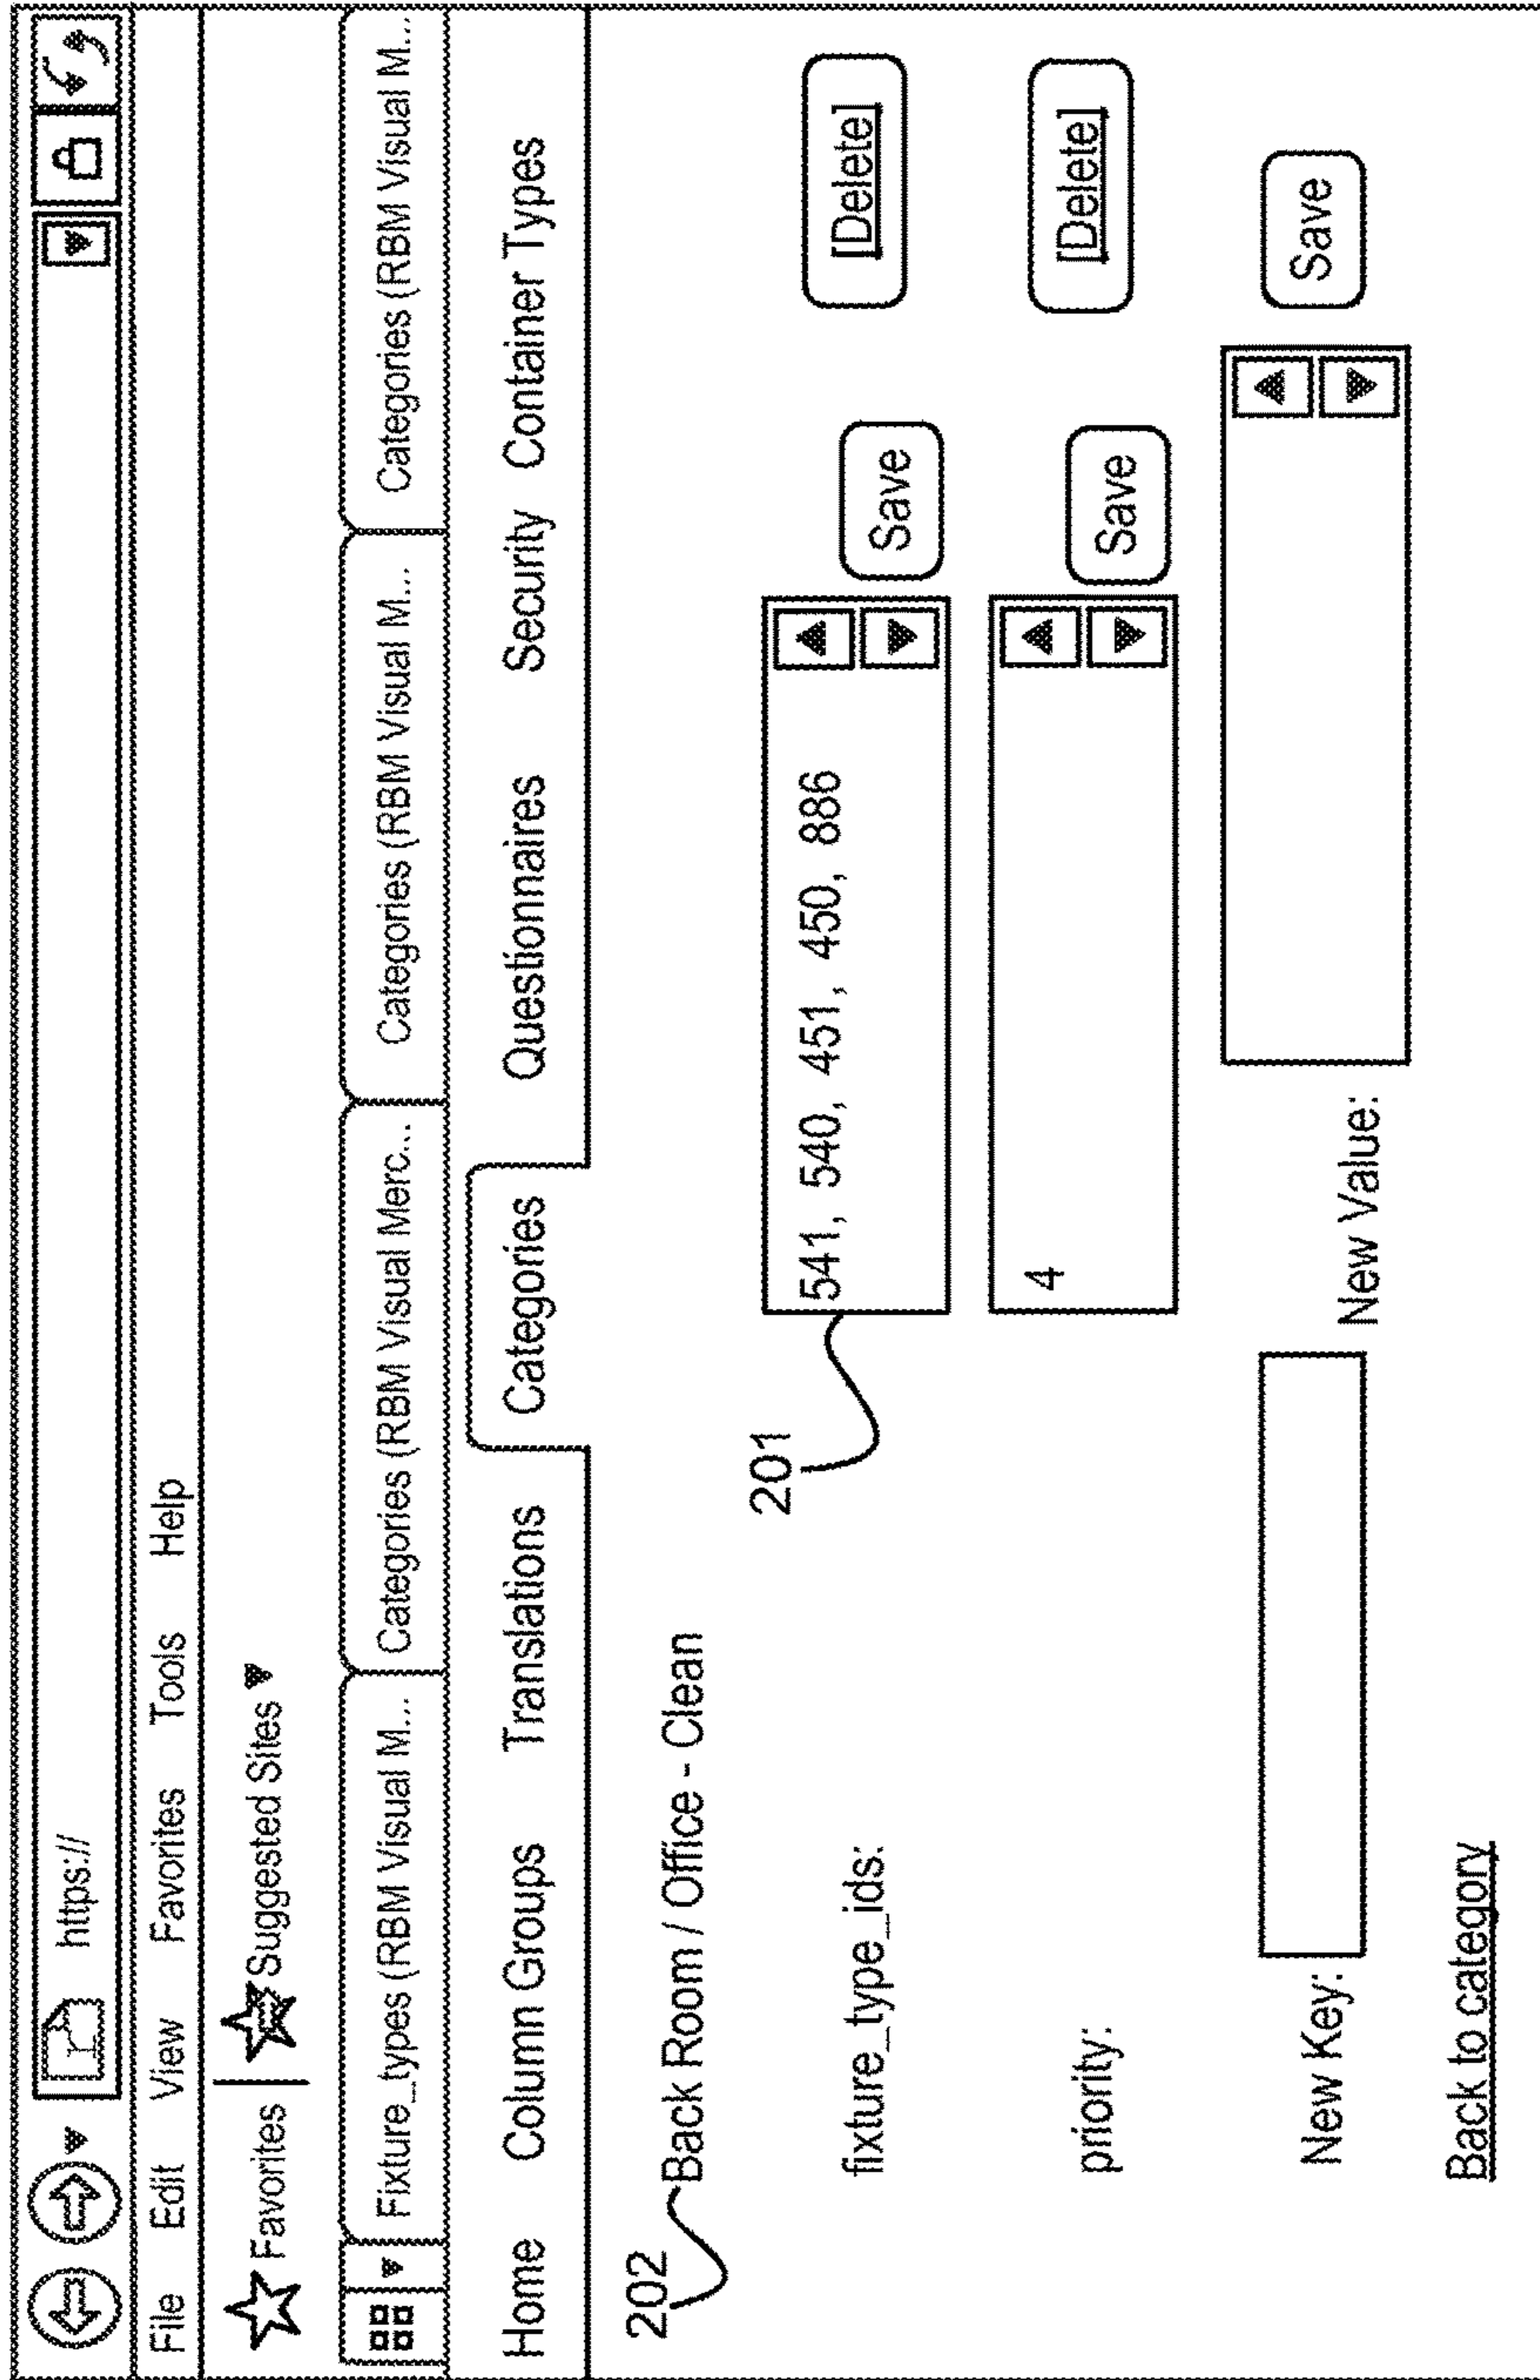 https://
File Edit View Favorites Tools Help
Favorites Suggested Sites
Fixture_types (RBM Visual M... Categories (RBM Visual Merc... Categories (RBM Visual M... Categories (RBM Visual M...
Home Column Groups Translations Categories Questionnaires Security Container Types
202 Back Room / Office - Clean
201
fixture_type_ids: 541, 540, 451, 450, 886 Save [Delete]
priority: 4 Save [Delete]
New Key: New Value: Save
Back to category